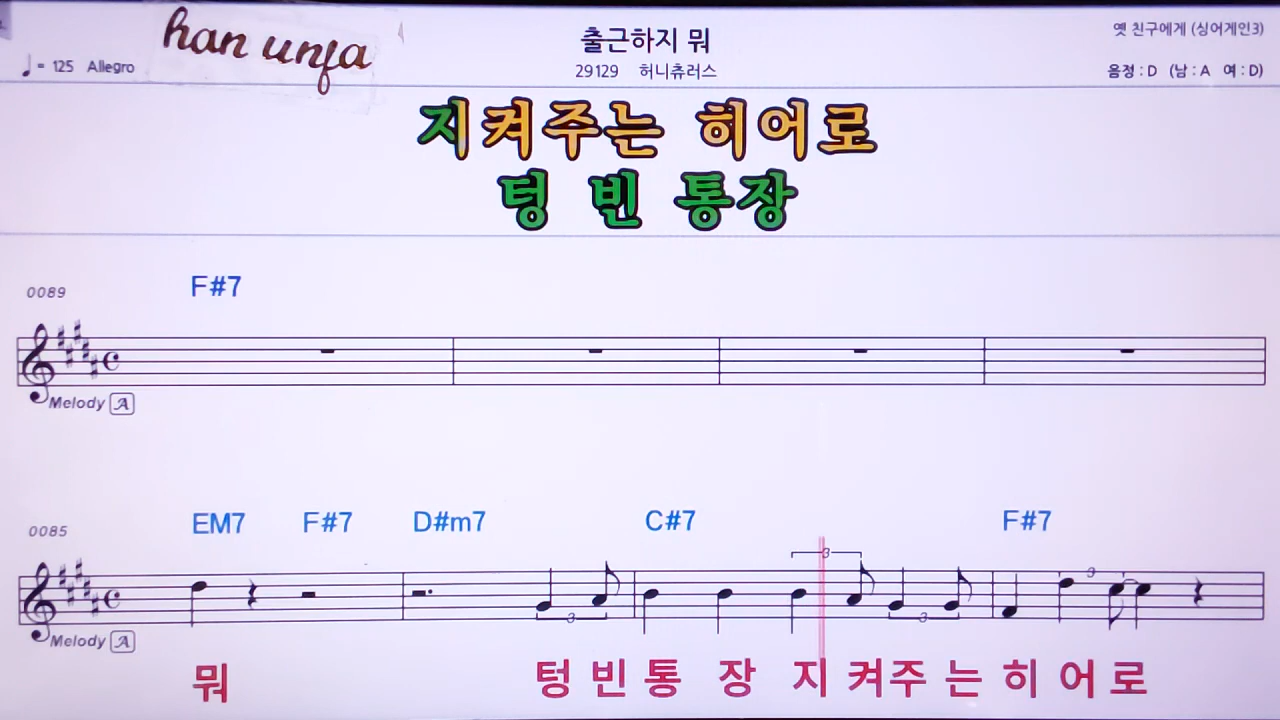 han unfa
출근하지 뭐
옛 친구에게 (싱어게인3)
♩ = 125 Allegro
29129 허니츄러스
음정 : D (남 : A 여 : D)
지켜주는 히어로
텅 빈 통장
0089 F#7
Melody A
0085 EM7 F#7 D#m7 C#7 F#7
3 3 3 3
Melody A
뭐 텅 빈 통 장 지 켜 주 는 히 어 로